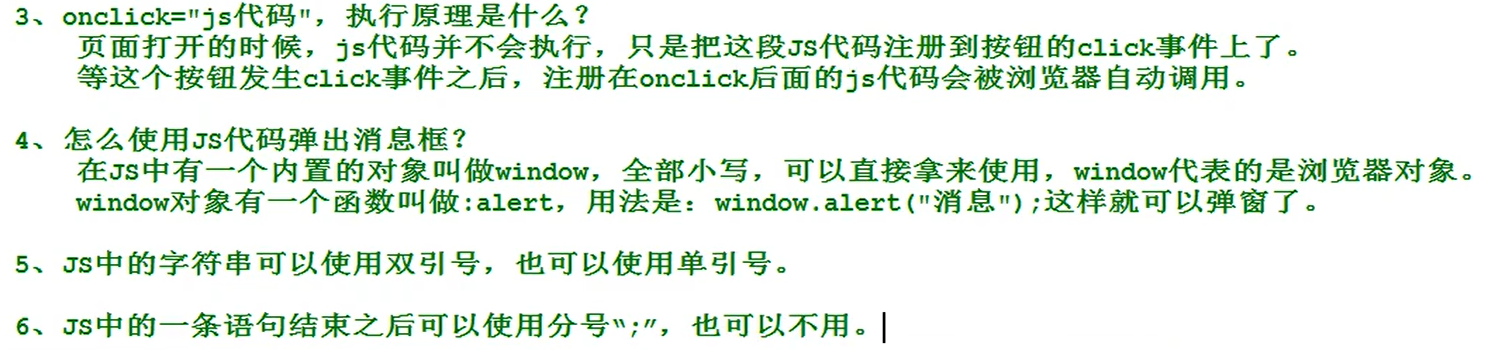 3、onclick="js代码"，执行原理是什么？
页面打开的时候，js代码并不会执行，只是把这段JS代码注册到按钮的click事件上了。
等这个按钮发生click事件之后，注册在onclick后面的js代码会被浏览器自动调用。
4、怎么使用JS代码弹出消息框？
在JS中有一个内置的对象叫做window，全部小写，可以直接拿来使用，window代表的是浏览器对象。
window对象有一个函数叫做:alert，用法是：window.alert("消息");这样就可以弹窗了。
5、JS中的字符串可以使用双引号，也可以使用单引号。
6、JS中的一条语句结束之后可以使用分号“;”，也可以不用。